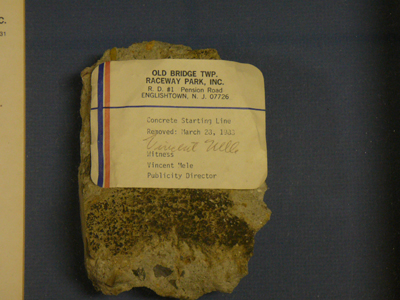 C.
OLD BRIDGE TWP.
RACEWAY PARK, INC.
R. D. #1 Pension Road
ENGLISHTOWN, N. J. 07726
Concrete Starting Line
Removed: March 23,
Vincent
Witness
Vincent Mele
Publicity Director